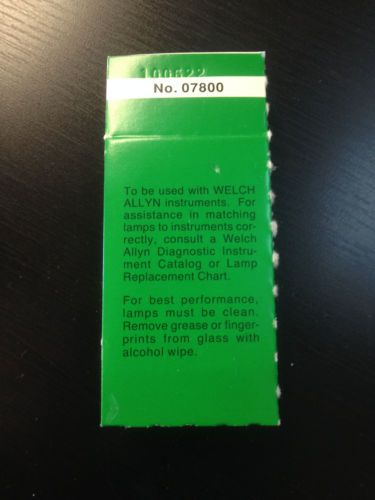 100622
No. 07800
To be used with WELCH
ALLYN instruments. For
assistance in matching
lamps to instruments cor-
rectly, consult a Welch
Allyn Diagnostic Instru-
ment Catalog or Lamp
Replacement Chart.
For best performance,
lamps must be clean.
Remove grease or finger-
prints from glass with
alcohol wipe.